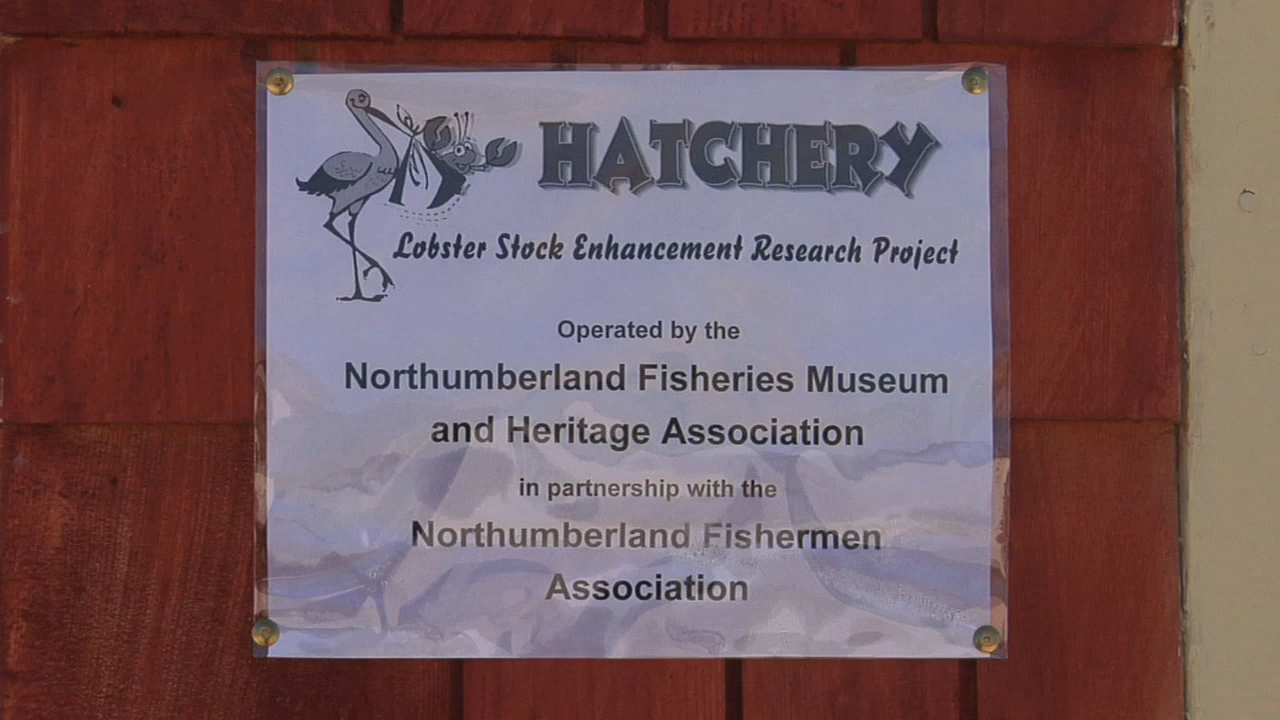 HATCHERY
Lobster Stock Enhancement Research Project
Operated by the
Northumberland Fisheries Museum
and Heritage Association
in partnership with the
Northumberland Fishermen
Association